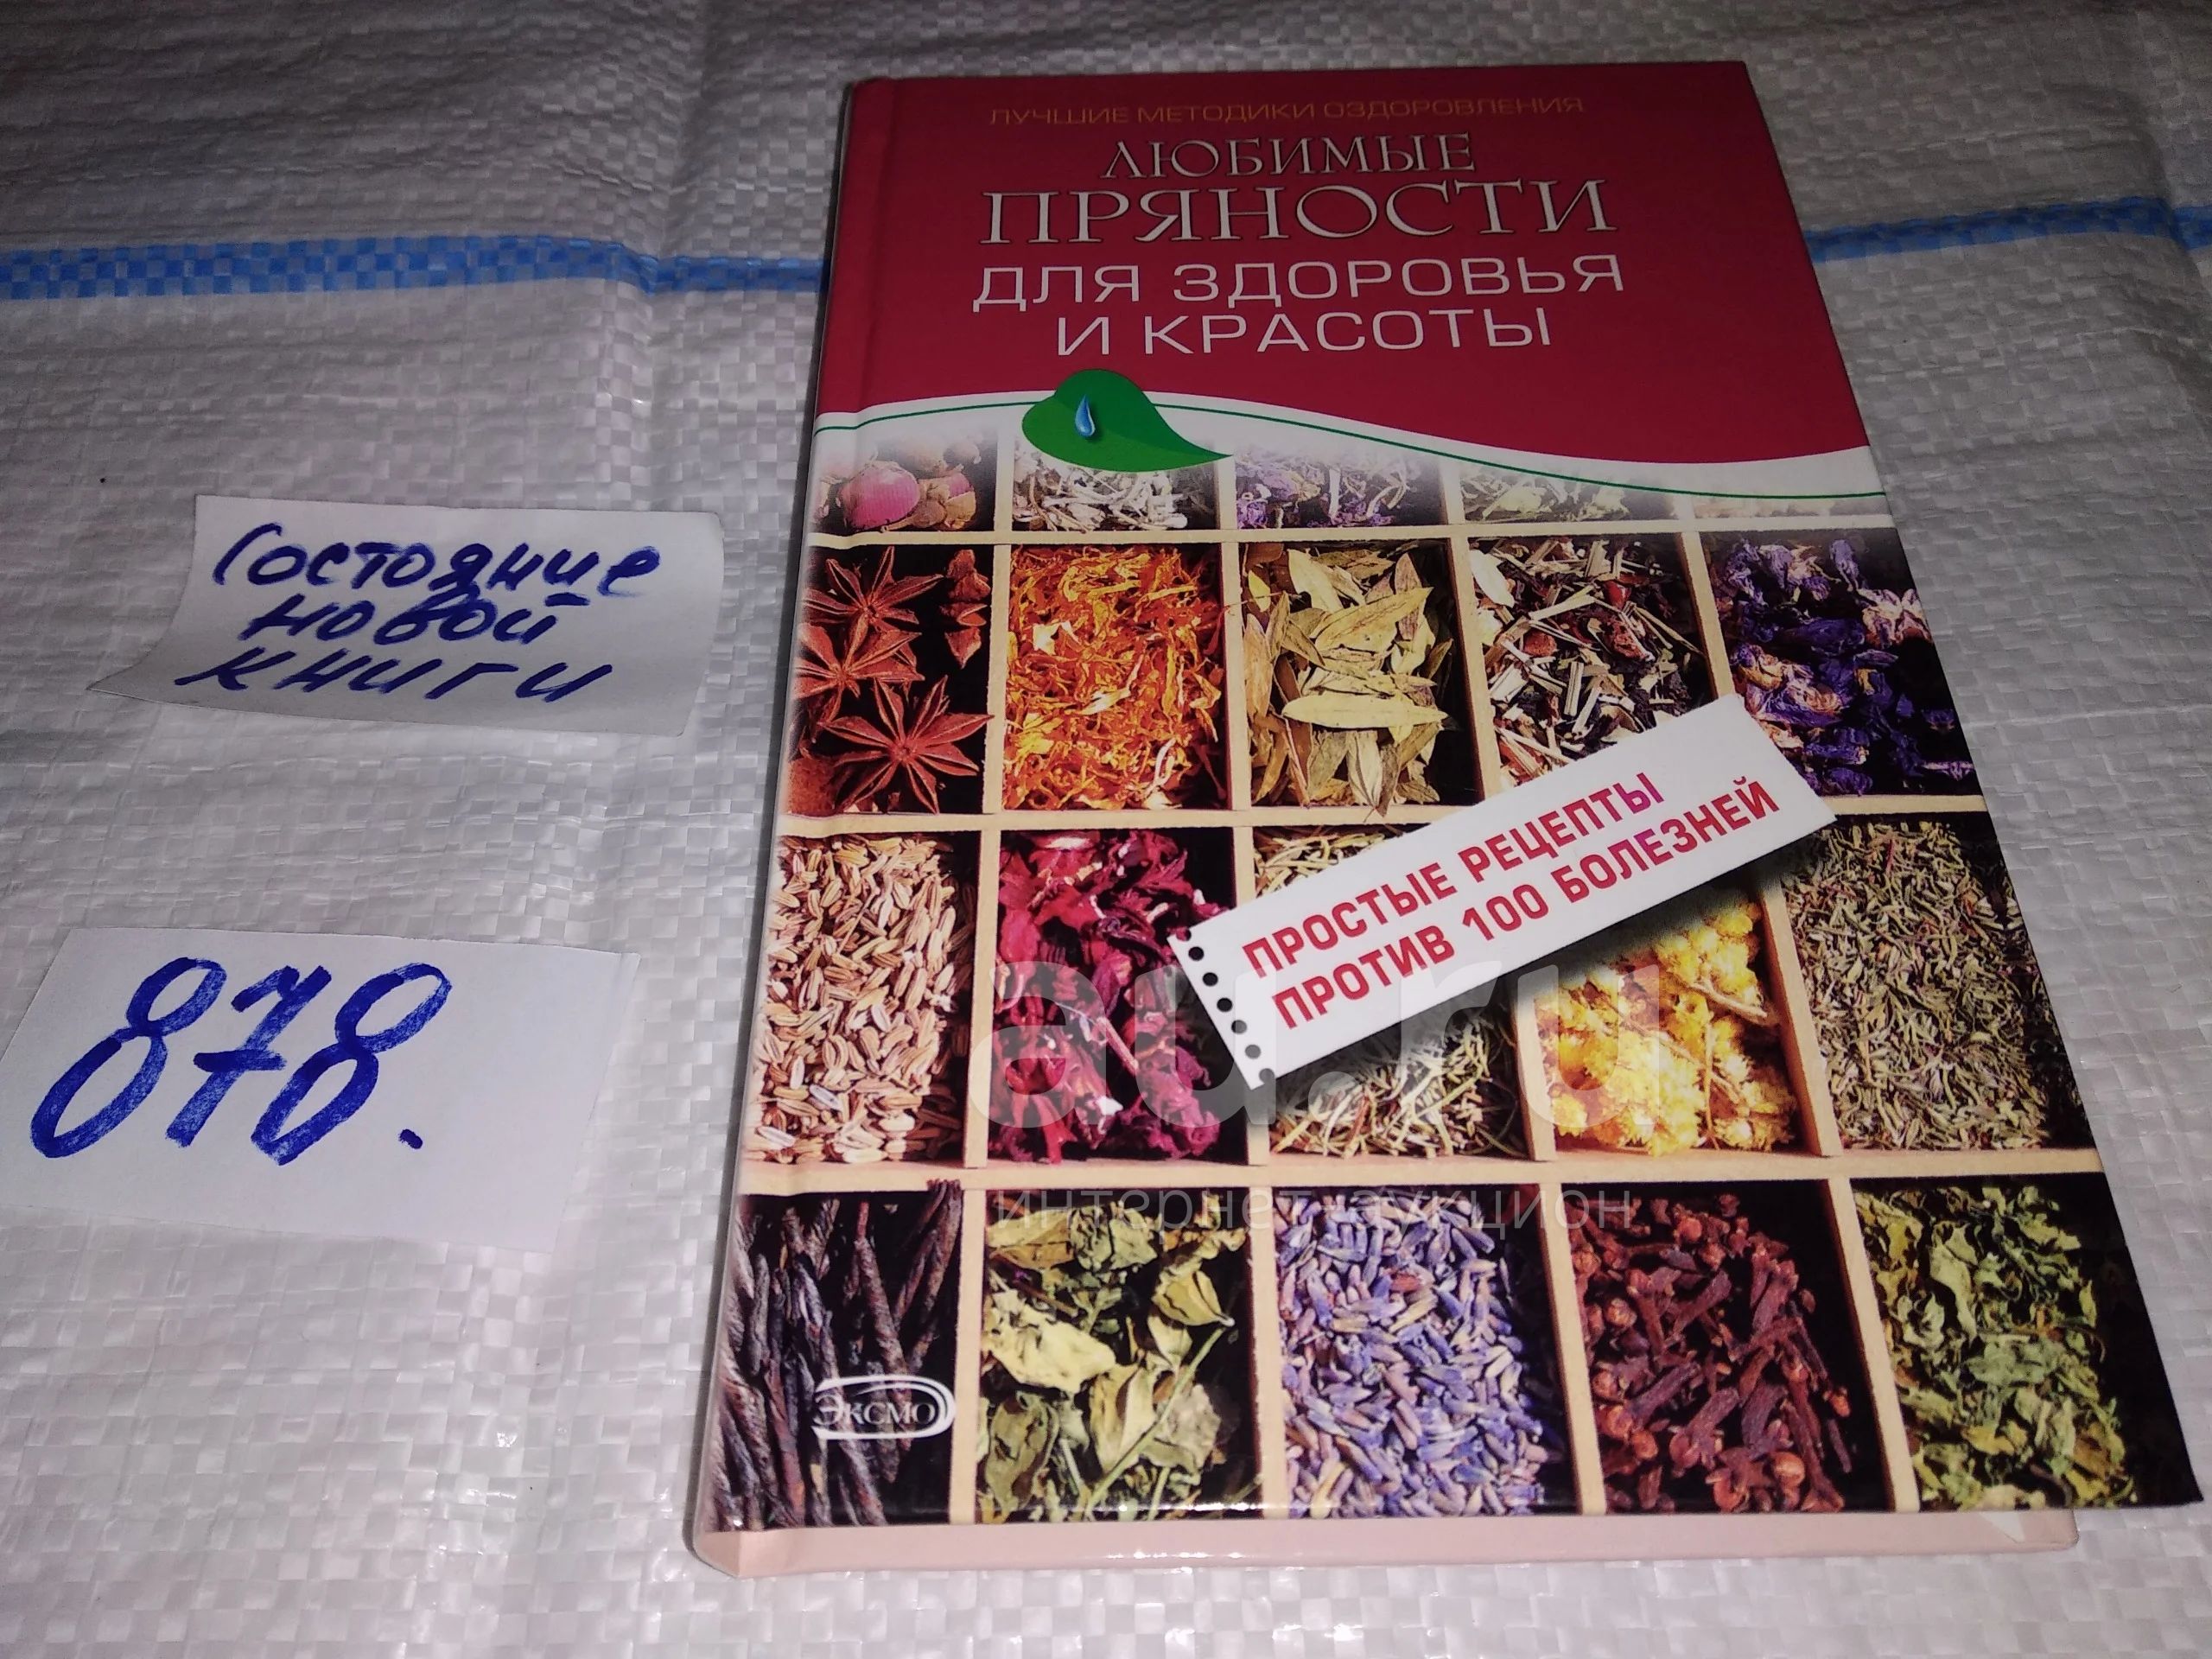 ЛУЧШИЕ МЕТОДИКИ ОЗДОРОВЛЕНИЯ
ЛЮБИМЫЕ
ПРЯНОСТИ
ДЛЯ ЗДОРОВЬЯ
И КРАСОТЫ
Состояние
новой
книги
ПРОСТЫЕ РЕЦЕПТЫ
ПРОТИВ 100 БОЛЕЗНЕЙ
878.
au.ru
интернет-аукцион
ЭКСМО